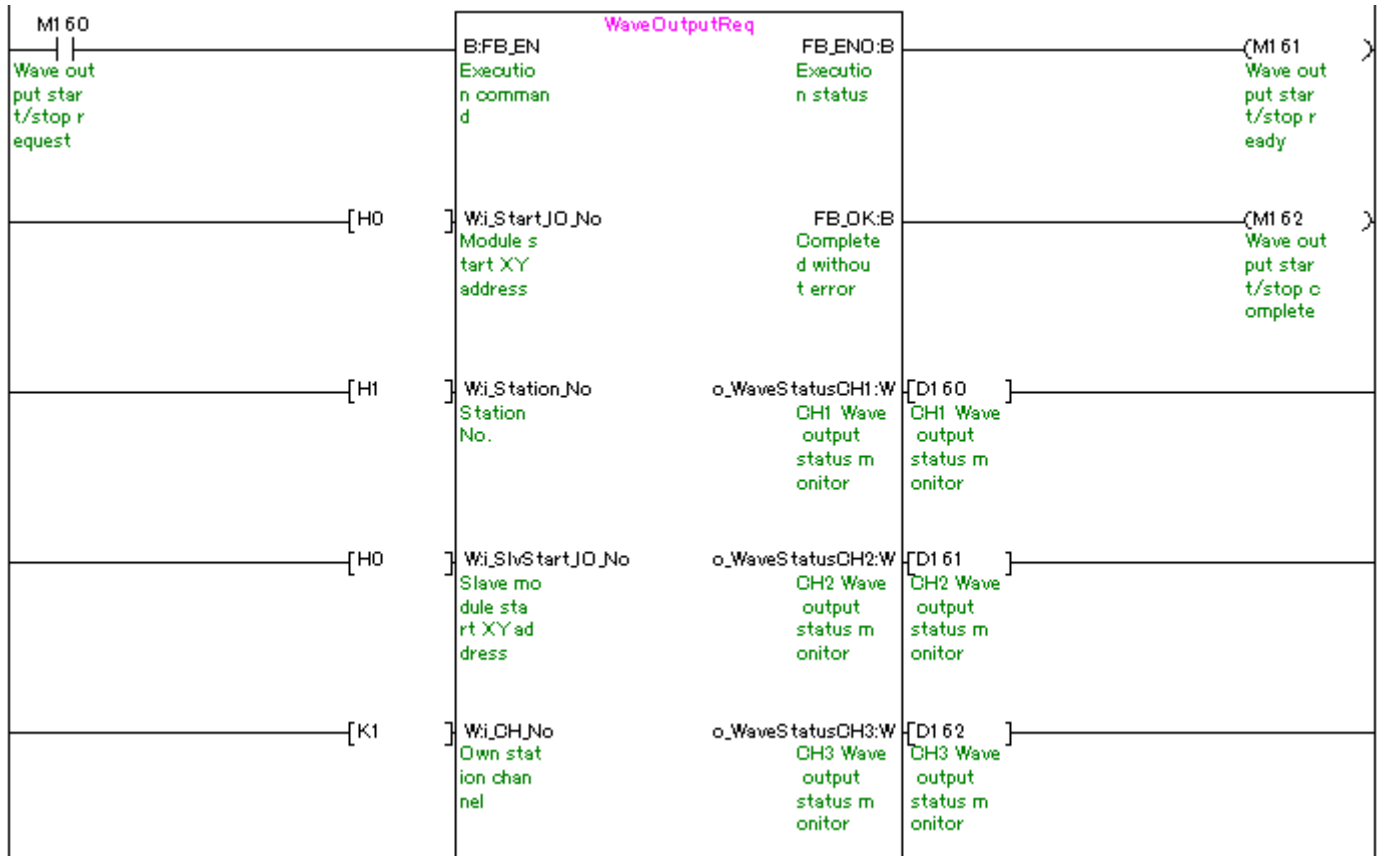 M160
WaveOutputReq
B:FB_EN
FB_ENO:B
(M161 )
Wave out
put star
t/stop r
equest
Executio
n comman
d
Executio
n status
Wave out
put star
t/stop r
eady
[H0 ]
W:i_Start_IO_No
FB_OK:B
(M162 )
Module s
tart XY
address
Complete
d withou
t error
Wave out
put star
t/stop c
omplete
[H1 ]
W:i_Station_No
o_WaveStatusCH1:W
[D160 ]
Station
No.
CH1 Wave
output
status m
onitor
CH1 Wave
output
status m
onitor
[H0 ]
W:i_SlvStart_IO_No
o_WaveStatusCH2:W
[D161 ]
Slave mo
dule sta
rt XY ad
dress
CH2 Wave
output
status m
onitor
CH2 Wave
output
status m
onitor
[K1 ]
W:i_CH_No
o_WaveStatusCH3:W
[D162 ]
Own stat
ion chan
nel
CH3 Wave
output
status m
onitor
CH3 Wave
output
status m
onitor